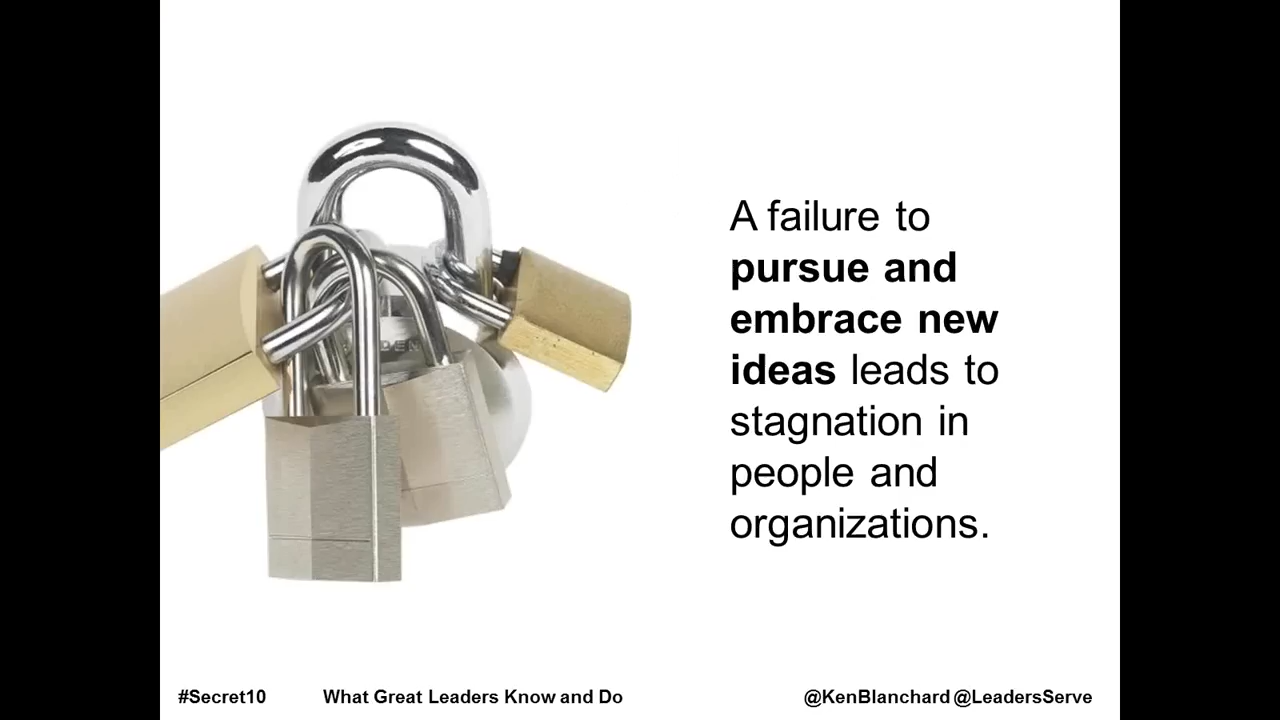 A failure to
pursue and
embrace new
ideas leads to
stagnation in
people and
organizations.
#Secret10 What Great Leaders Know and Do @KenBlanchard @LeadersServe